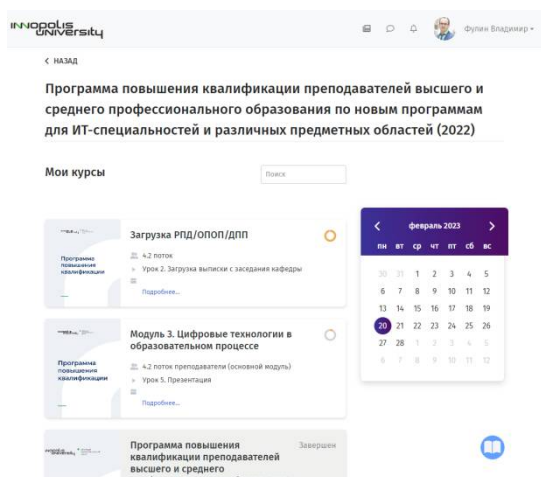 INNOPOLIS
UNIVERSITY
Фулин Владимир
НАЗАД
Программа повышения квалификации преподавателей высшего и
среднего профессионального образования по новым программам
для ИТ-специальностей и различных предметных областей (2022)
Мои курсы
Поиск
Программа
повышения
квалификации
Загрузка РПД/ОПОП/ДПП
4.2 поток
Урок 2. Загрузка выписки с заседания кафедры
Подробнее...
Программа
повышения
квалификации
Модуль 3. Цифровые технологии в
образовательном процессе
4.2 поток преподаватели (основной модуль)
Урок 5. Презентация
Подробнее...
Программа повышения
квалификации преподавателей
высшего и среднего
Завершен
февраль 2023
пн вт ср чт пт сб вс
30 31 1 2 3 4 5
6 7 8 9 10 11 12
13 14 15 16 17 18 19
20 21 22 23 24 25 26
27 28 1 2 3 4 5
6 7 8 9 10 11 12